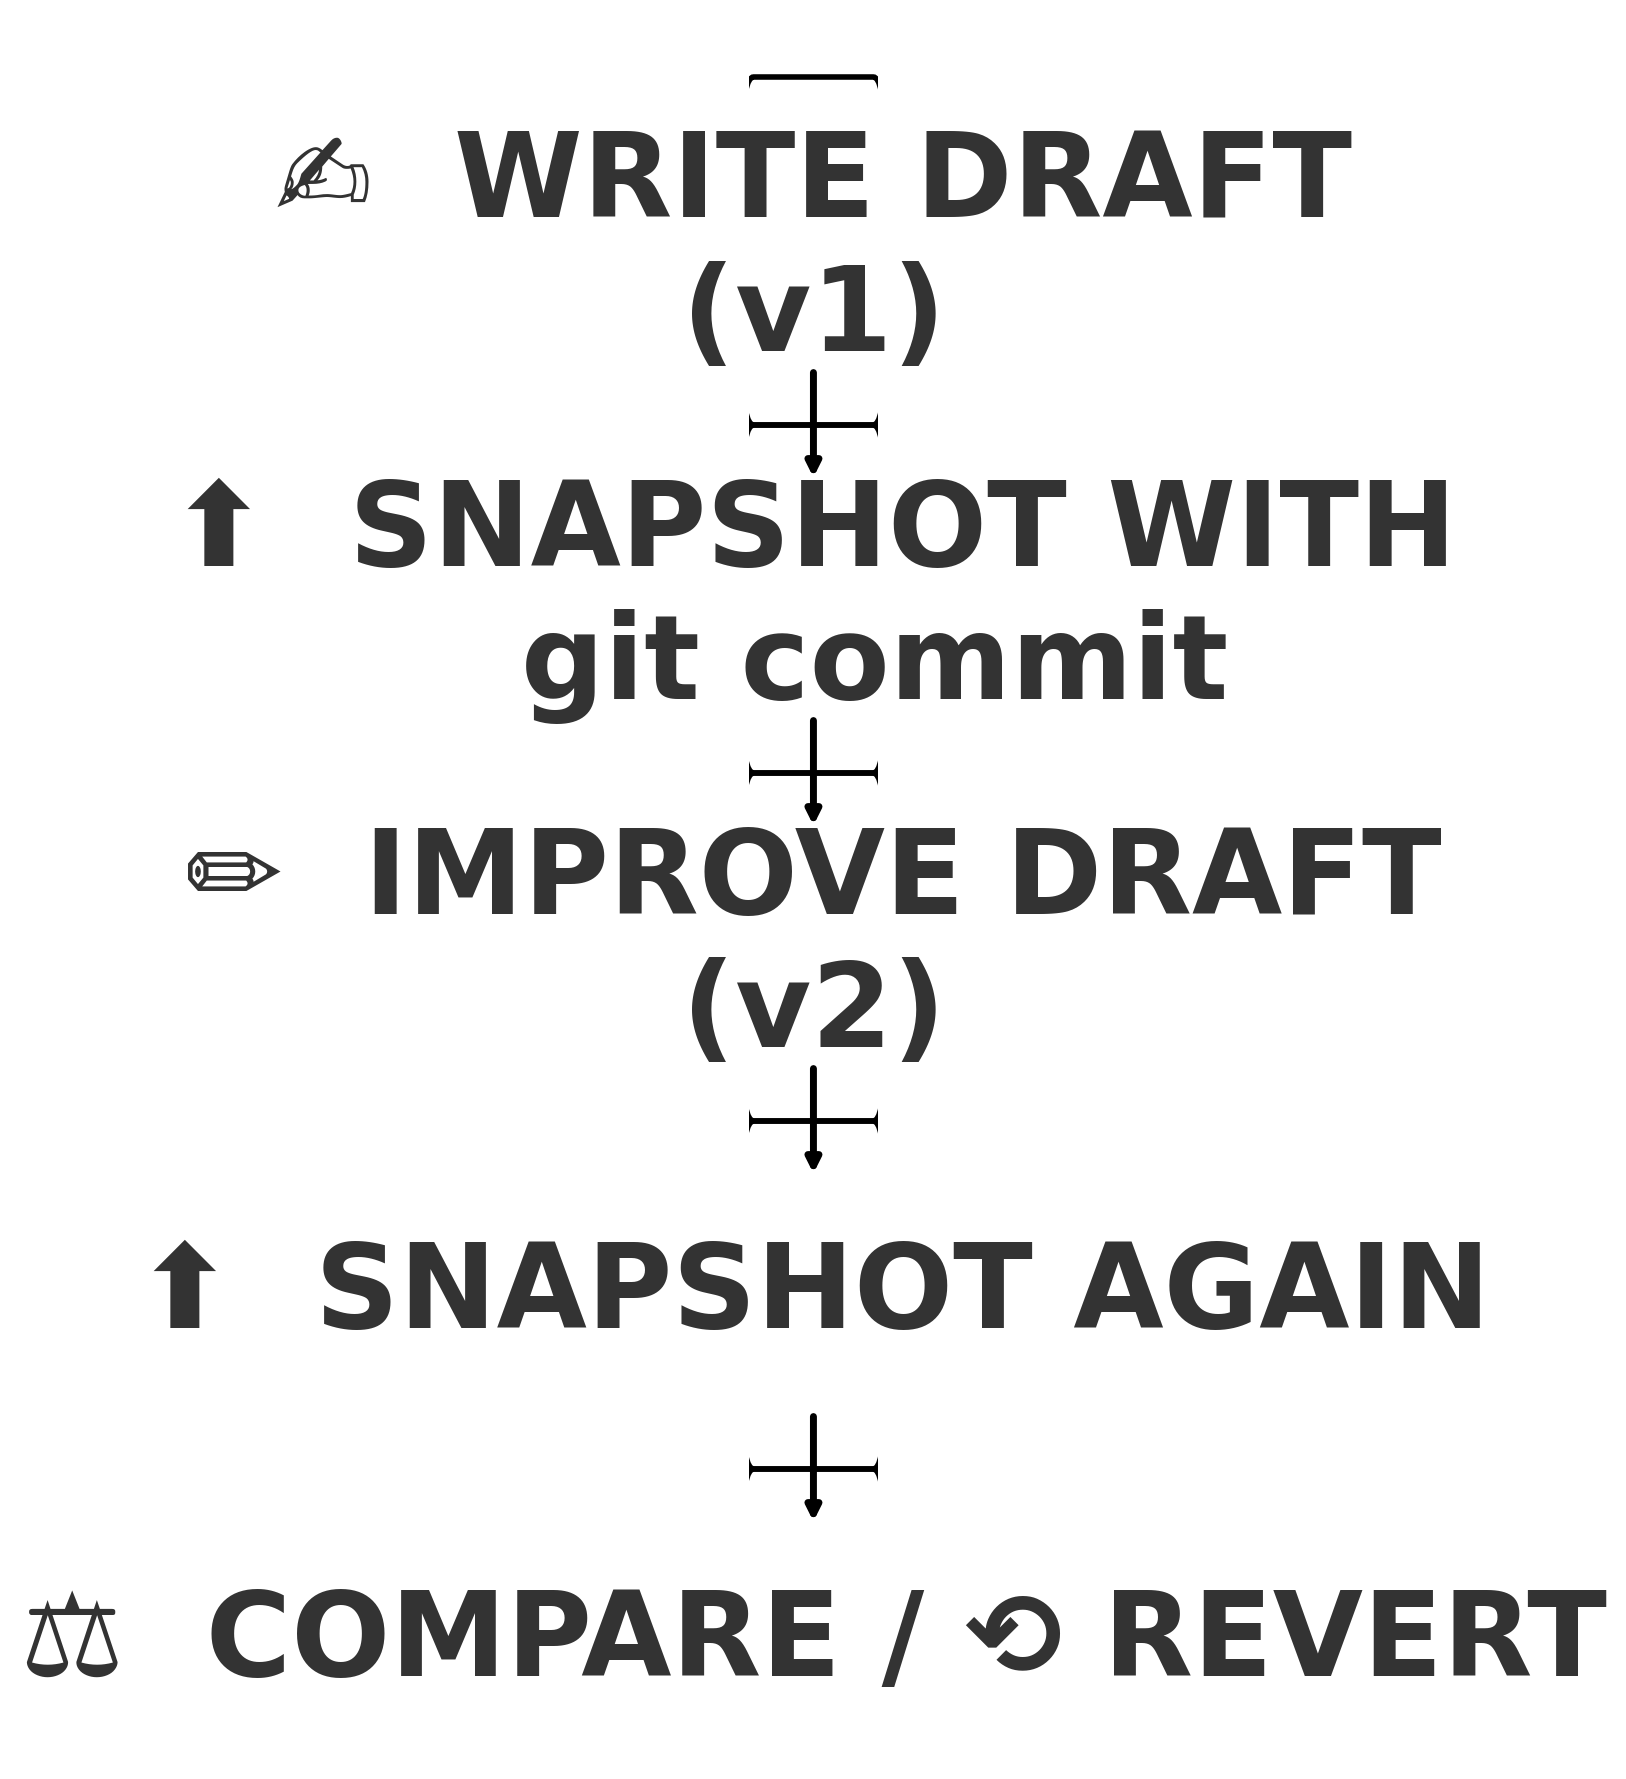 ✍ WRITE DRAFT
(v1)
⬆ SNAPSHOT WITH
git commit
✏ IMPROVE DRAFT
(v2)
⬆ SNAPSHOT AGAIN
⚖ COMPARE / ⟲ REVERT